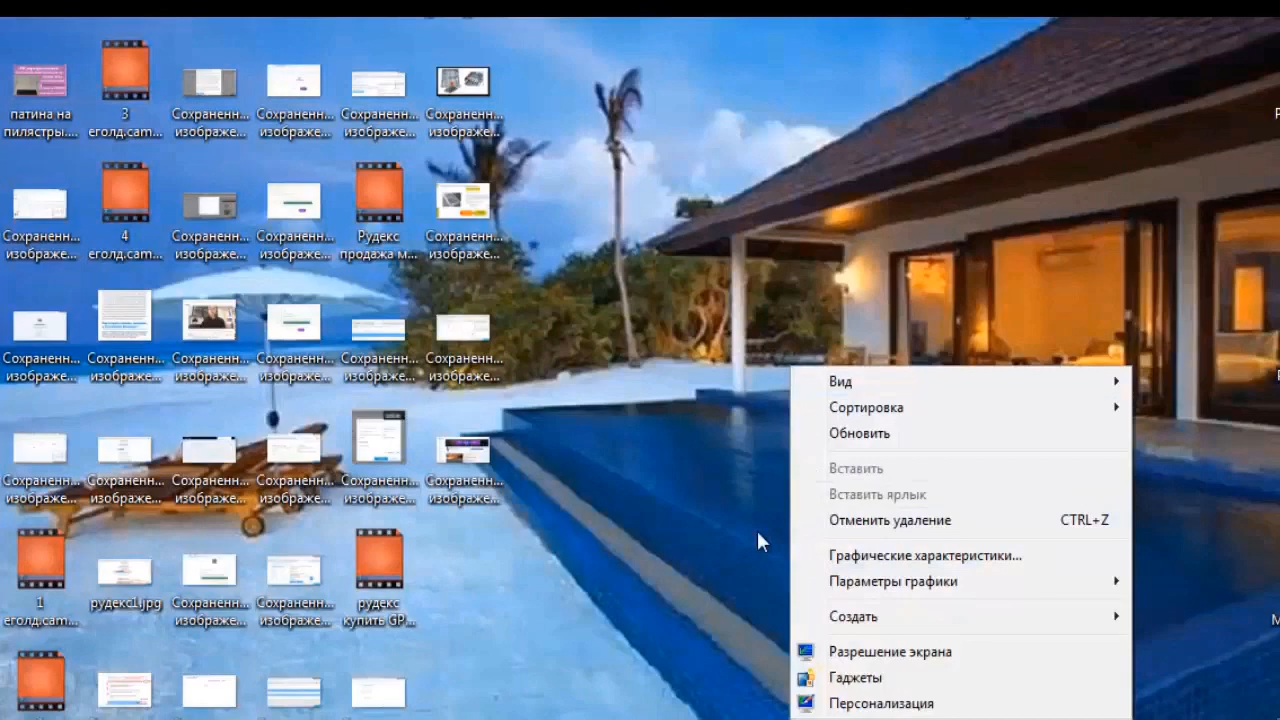 патина на
пилястры....
3
еголд.cam...
Сохраненн...
изображе...
Сохраненн...
изображе...
Сохраненн...
изображе...
Сохраненн...
изображе...
Сохраненн...
изображе...
4
еголд.cam...
Сохраненн...
изображе...
Сохраненн...
изображе...
Рудекс
продажа м...
Сохраненн...
изображе...
Сохраненн...
изображе...
Сохраненн...
изображе...
Сохраненн...
изображе...
Сохраненн...
изображе...
Сохраненн...
изображе...
Сохраненн...
изображе...
Сохраненн...
изображе...
Сохраненн...
изображе...
Сохраненн...
изображе...
Сохраненн...
изображе...
Сохраненн...
изображе...
Сохраненн...
изображе...
1
еголд.cam...
рудекс1.jpg
Сохраненн...
изображе...
Сохраненн...
изображе...
рудекс
купить GP...
Вид
Сортировка
Обновить
Вставить
Вставить ярлык
Отменить удаление CTRL+Z
Графические характеристики...
Параметры графики
Создать
Разрешение экрана
Гаджеты
Персонализация